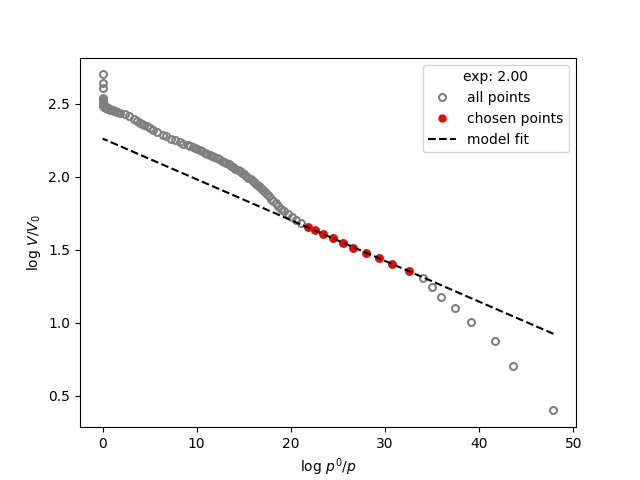 exp: 2.00
all points
chosen points
model fit
log V/V₀
2.5
2.0
1.5
1.0
0.5
0 10 20 30 40 50
log p⁰/p